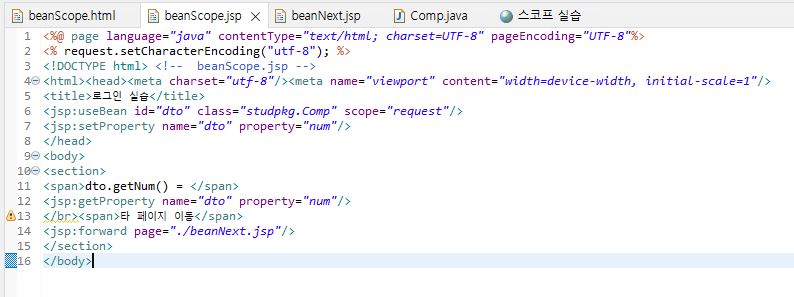 beanScope.html beanScope.jsp beanNext.jsp Comp.java 스코프 실습
1 <%@ page language="java" contentType="text/html; charset=UTF-8" pageEncoding="UTF-8"%>
2 <% request.setCharacterEncoding("utf-8"); %>
3 <!DOCTYPE html> <!--  beanScope.jsp -->
4 <html><head><meta charset="utf-8"/><meta name="viewport" content="width=device-width, initial-scale=1"/>
5 <title>로그인 실습</title>
6 <jsp:useBean id="dto" class="studpkg.Comp" scope="request"/>
7 <jsp:setProperty name="dto" property="num"/>
8 </head>
9 <body>
10 <section>
11 <span>dto.getNum() = </span>
12 <jsp:getProperty name="dto" property="num"/>
13 </br><span>타 페이지 이동</span>
14 <jsp:forward page="./beanNext.jsp"/>
15 </section>
16 </body>